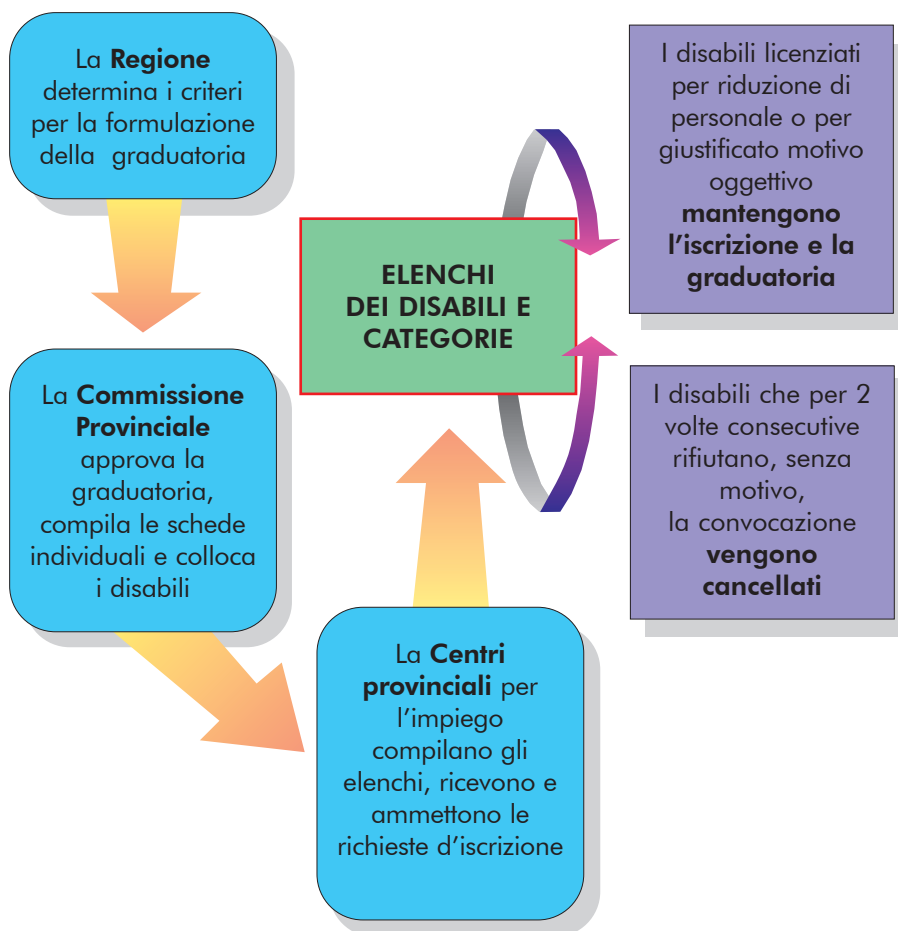 La Regione
determina i criteri
per la formulazione
della graduatoria
La Commissione
Provinciale
approva la
graduatoria,
compila le schede
individuali e colloca
i disabili
La Centri
provinciali per
l'impiego
compilano gli
elenchi, ricevono e
ammettono le
richieste d'iscrizione
ELENCHI
DEI DISABILI E
CATEGORIE
I disabili licenziati
per riduzione di
personale o per
giustificato motivo
oggettivo
mantengono
l'iscrizione e la
graduatoria
I disabili che per 2
volte consecutive
rifiutano, senza
motivo,
la convocazione
vengono
cancellati